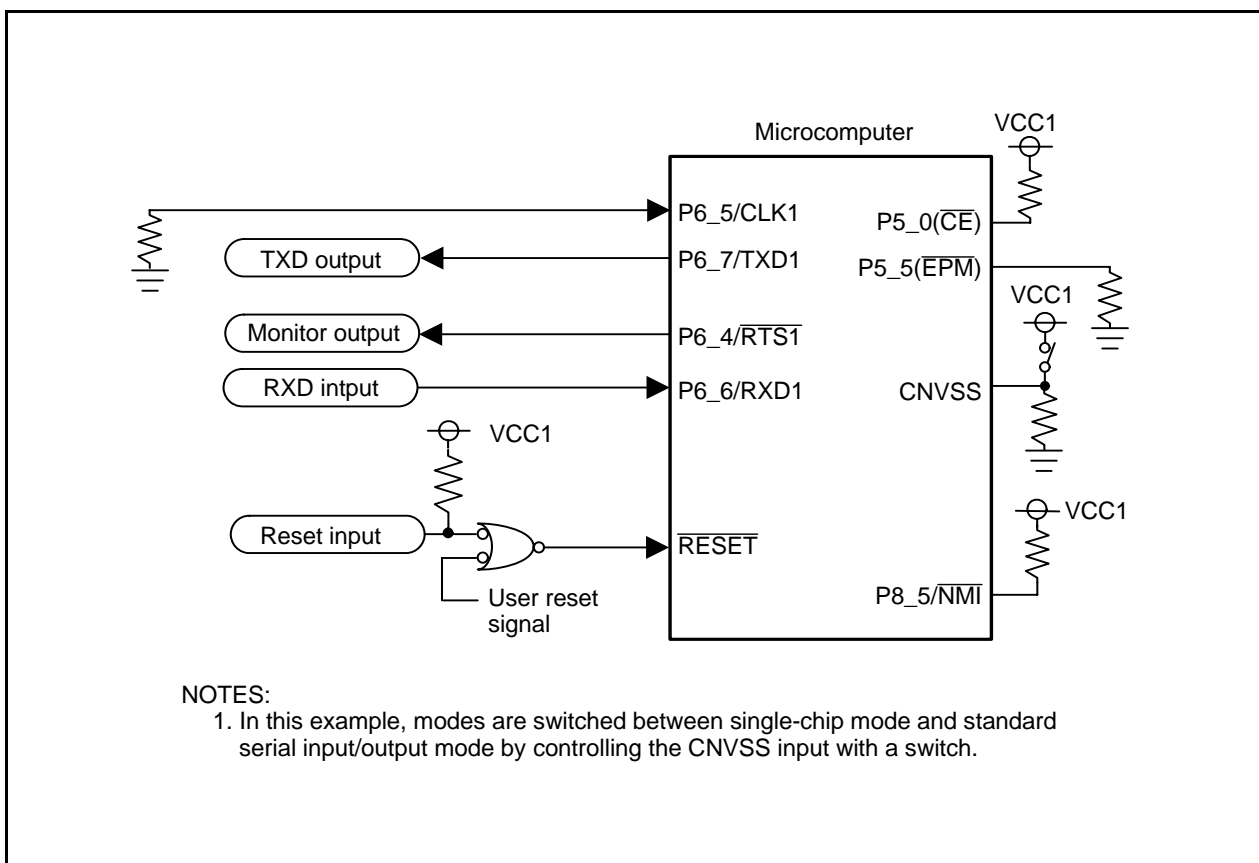 Microcomputer
VCC1
P6_5/CLK1
P5_0(CE)
TXD output
P6_7/TXD1
P5_5(EPM)
VCC1
Monitor output
P6_4/RTS1
RXD intput
P6_6/RXD1
CNVSS
VCC1
Reset input
RESET
VCC1
User reset
signal
P8_5/NMI
NOTES:
1. In this example, modes are switched between single-chip mode and standard
serial input/output mode by controlling the CNVSS input with a switch.